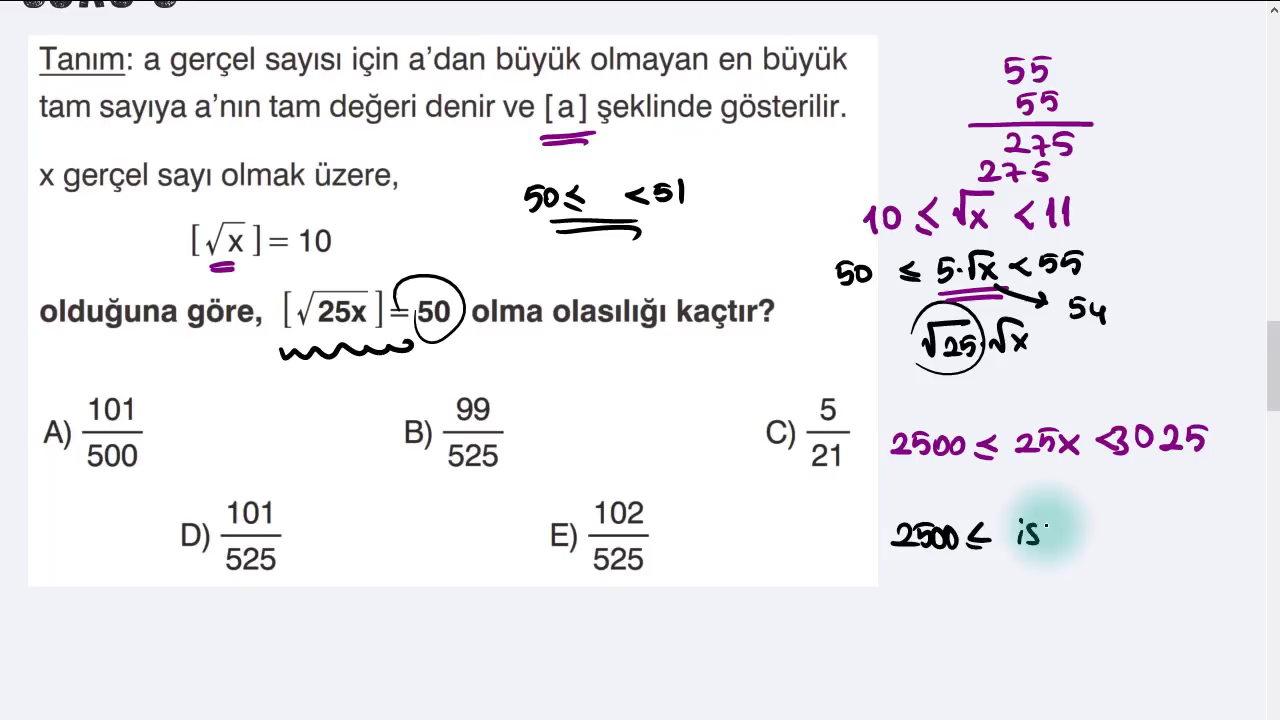 Tanım: a gerçel sayısı için a’dan büyük olmayan en büyük
tam sayıya a’nın tam değeri denir ve [a] şeklinde gösterilir.
x gerçel sayı olmak üzere,
[√x] = 10
olduğuna göre, [√25x] = 50 olma olasılığı kaçtır?
A) 101/500
B) 99/525
C) 5/21
D) 101/525
E) 102/525
50 ≤ < 51
55
55
275
275
10 ≤ √x < 11
50 ≤ 5·√x < 55
54
√25·√x
2500 ≤ 25x < 3025
2500 ≤ is